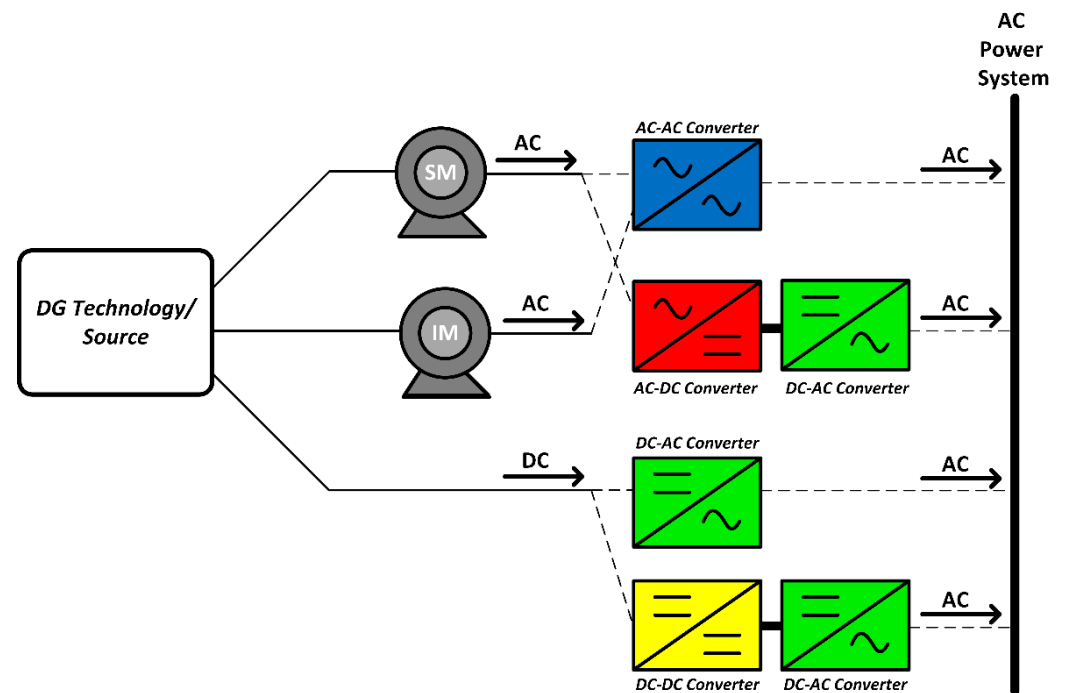 AC
Power
System
AC-AC Converter
AC
SM
AC
DG Technology/
Source
AC
IM
AC
AC-DC Converter
DC-AC Converter
DC-AC Converter
DC
AC
AC
DC-DC Converter
DC-AC Converter